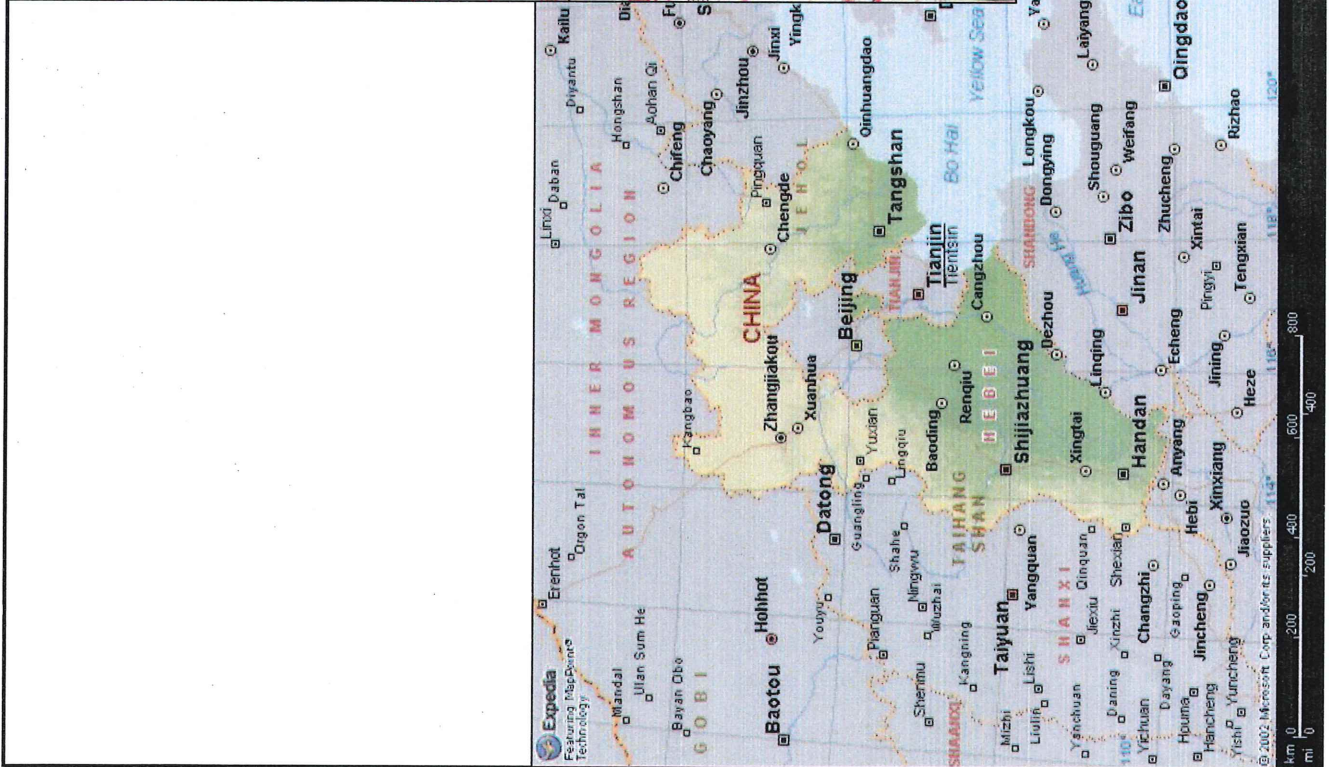 Expedia
Featuring MapPoint®
Technology
Erenhot
Linxi
Daban
Kailu
Orgon Tal
Diyantu
INNER MONGOLIA
Mandal
Hongshan
AUTONOMOUS REGION
Ulan Sum He
Aohan Qi
Chifeng
Bayan Obo
Kangbao
GOBI
Chaoyang
CHINA
Jinzhou
Pingquan
Baotou
Hohhot
Zhangjiakou
Chengde
Jinxi
Yingk
Xuanhua
JEHOL
Youyu
Datong
Beijing
Qinhuangdao
Guangling
Yuxian
Pianguan
Lingqiu
Shahe
TIANJIN
Tangshan
Shenmu
Ningwu
Wuzhai
Baoding
Tianjin
Tientsin
Bo Hai
SHAANXI
Kangning
TAIHANG
SHAN
Renqiu
Cangzhou
Yellow Sea
HEBEI
Mizhi
Taiyuan
Shijiazhuang
SHANDONG
Longkou
Liulin
Lishi
Yangquan
Dezhou
Dongying
SHANXI
Yanchuan
Jiexiu
Qinquan
Xingtai
Linqing
Huang He
Shouguang
Laiyang
Daning
Xinzhi
Shexian
Handan
Jinan
Zibo
Weifang
110°
Yichuan
Changzhi
Dayang
Gaoping
Anyang
Echeng
Zhucheng
Qingdao
Houma
Jincheng
Hebi
Xintai
Hancheng
Xinxiang
Jining
Pingyi
Yishi
Yuncheng
Jiaozuo
Heze
Tengxian
Rizhao
© 2002 Microsoft Corp and/or its suppliers
114°
116°
118°
120°
km 0 200 400 600 800
mi 0 200 400